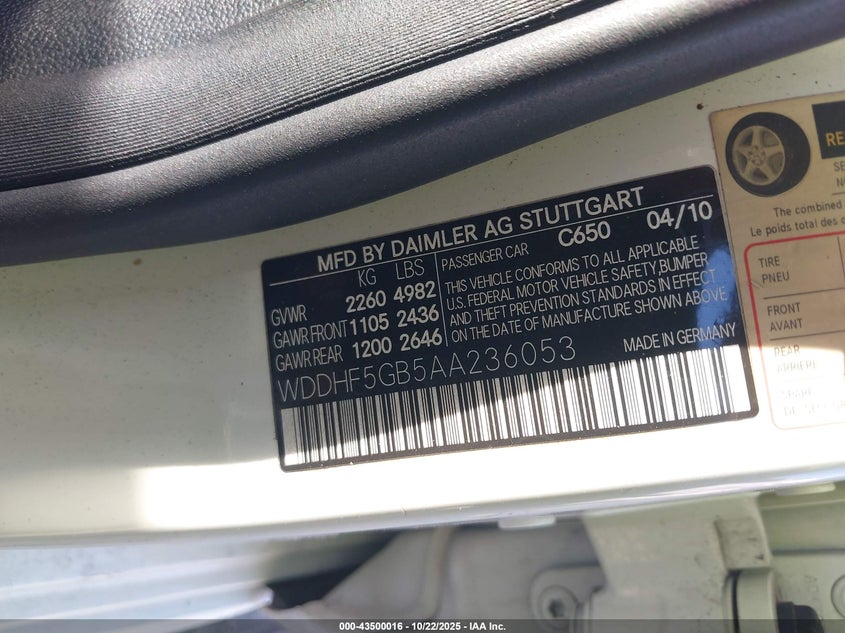 MFD BY DAIMLER AG STUTTGART
KG LBS PASSENGER CAR C650 04/10
GVWR 2260 4982
GAWR FRONT 1105 2436
GAWR REAR 1200 2646
THIS VEHICLE CONFORMS TO ALL APPLICABLE
U.S. FEDERAL MOTOR VEHICLE SAFETY, BUMPER
AND THEFT PREVENTION STANDARDS IN EFFECT
ON THE DATE OF MANUFACTURE SHOWN ABOVE
WDDHF5GB5AA236053 MADE IN GERMANY
The combined
Le poids total des
TIRE
PNEU
FRONT
AVANT
REAR
ARRIERE
SPARE
000-43500016 - 10/22/2025 - IAA Inc.